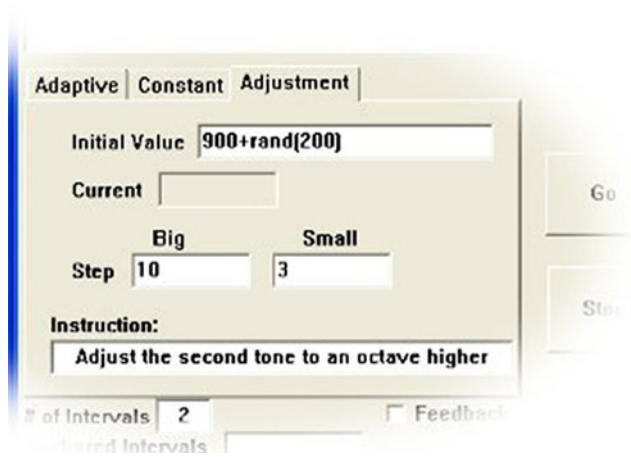 Adaptive Constant Adjustment
Initial Value 900+rand(200)
Current
Big Small
Step 10 3
Go
Instruction:
Adjust the second tone to an octave higher
# of Intervals 2 Feedback
Intervals